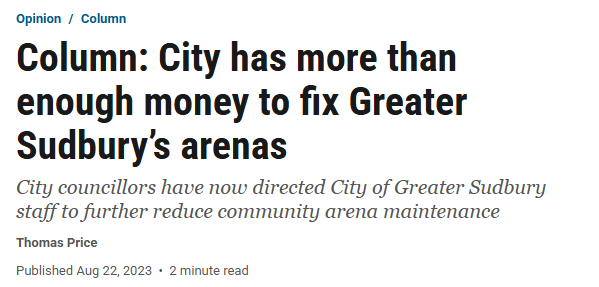 Opinion / Column
Column: City has more than
enough money to fix Greater
Sudbury’s arenas
City councillors have now directed City of Greater Sudbury
staff to further reduce community arena maintenance
Thomas Price
Published Aug 22, 2023 • 2 minute read